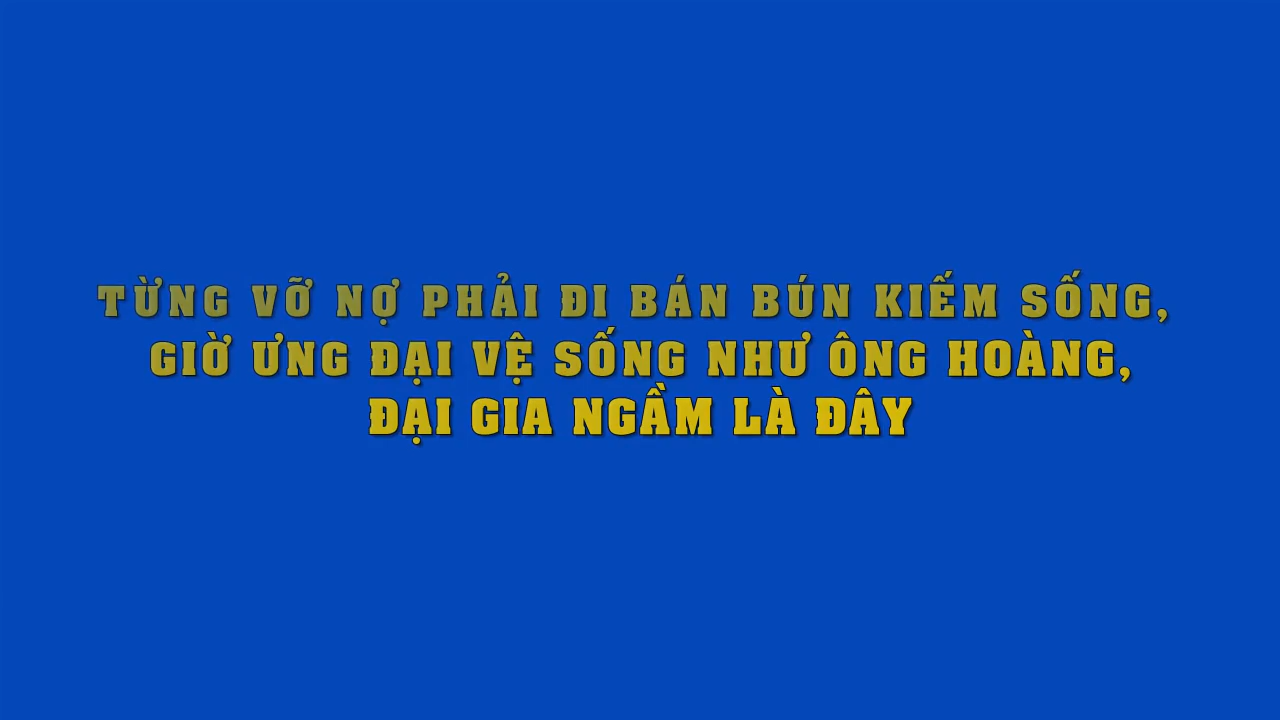 TỪNG VỠ NỢ PHẢI ĐI BÁN BÚN KIẾM SỐNG,
GIỜ ƯNG ĐẠI VỆ SỐNG NHƯ ÔNG HOÀNG,
ĐẠI GIA NGẦM LÀ ĐÂY